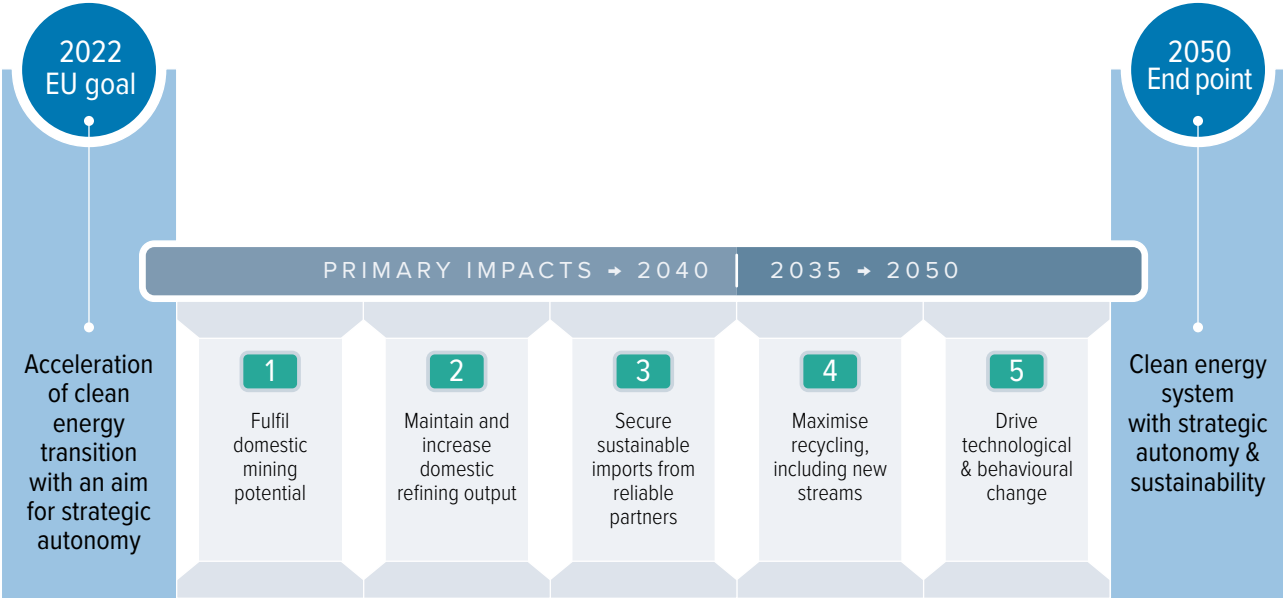 2022
EU goal
2050
End point
PRIMARY IMPACTS → 2040
2035 → 2050
Acceleration
of clean
energy
transition
with an aim
for strategic
autonomy
1
Fulfil
domestic
mining
potential
2
Maintain and
increase
domestic
refining output
3
Secure
sustainable
imports from
reliable
partners
4
Maximise
recycling,
including new
streams
5
Drive
technological
& behavioural
change
Clean energy
system
with strategic
autonomy &
sustainability